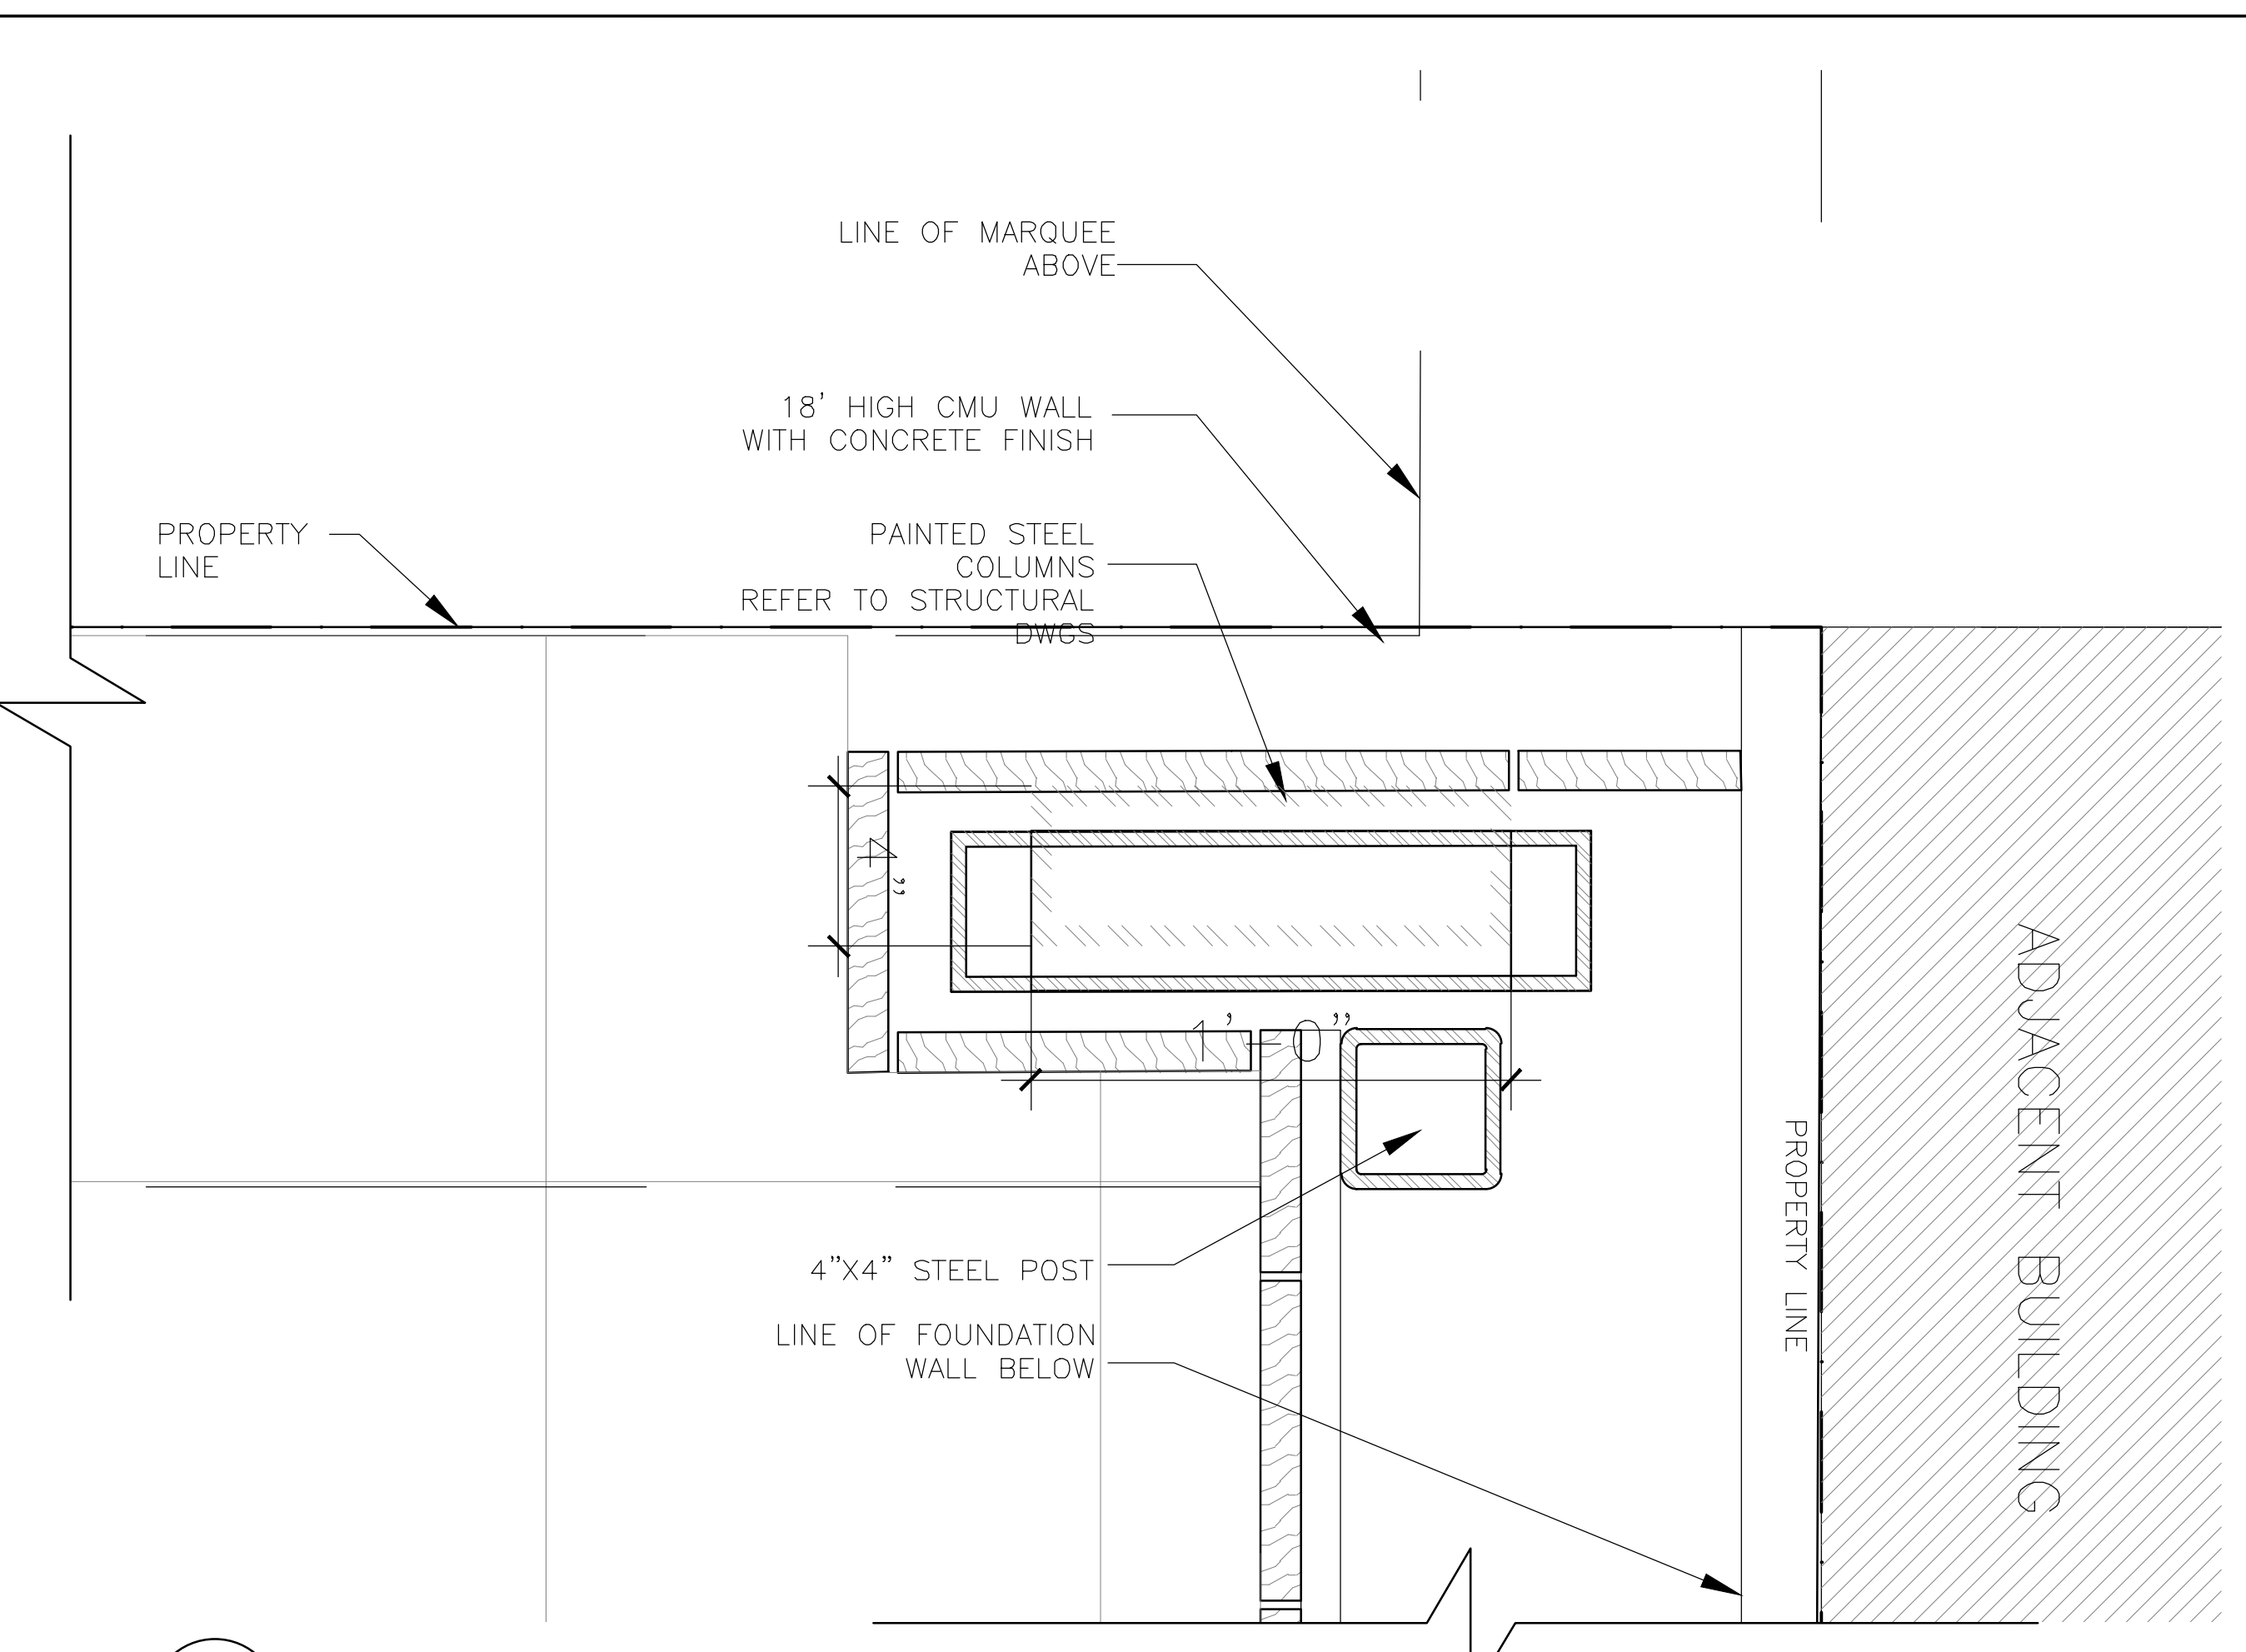 LINE OF MARQUEE
ABOVE
18' HIGH CMU WALL
WITH CONCRETE FINISH
PROPERTY
LINE
PAINTED STEEL
COLUMNS
REFER TO STRUCTURAL
DWGS
4"
1'-0"
ADJACENT BUILDING
PROPERTY LINE
4"X4" STEEL POST
LINE OF FOUNDATION
WALL BELOW